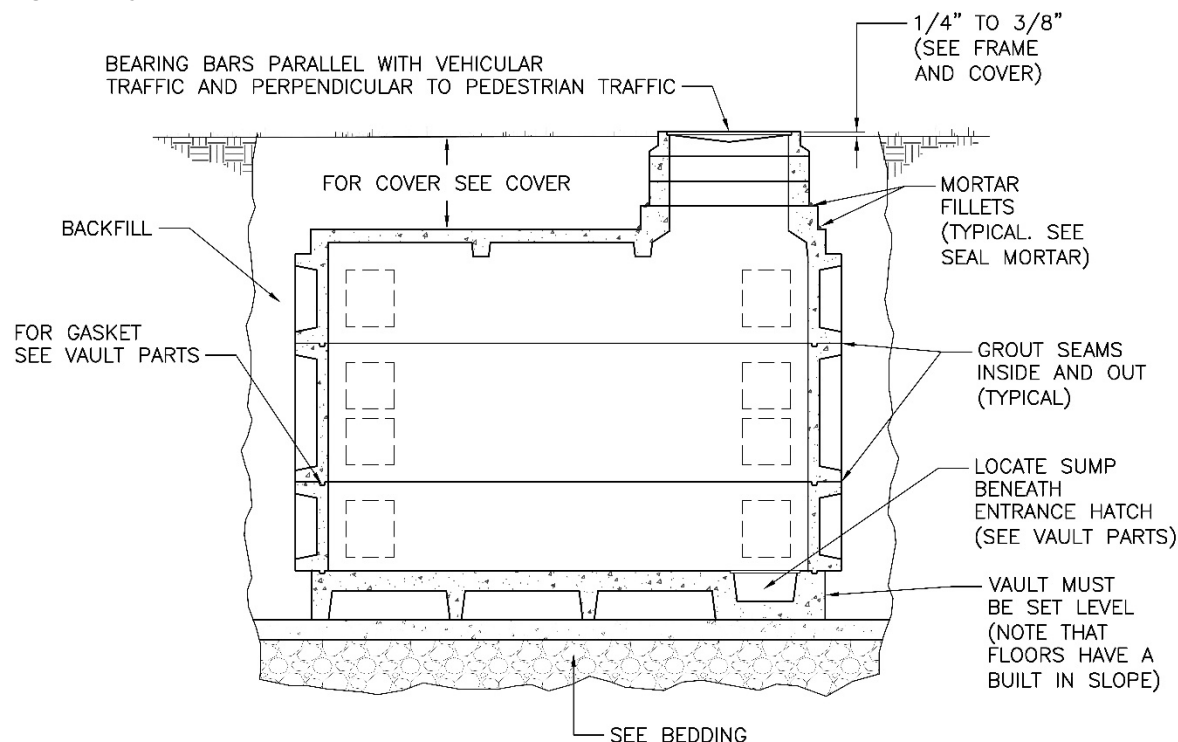 1/4" TO 3/8"
(SEE FRAME
AND COVER)
BEARING BARS PARALLEL WITH VEHICULAR
TRAFFIC AND PERPENDICULAR TO PEDESTRIAN TRAFFIC
FOR COVER SEE COVER
MORTAR
FILLETS
(TYPICAL. SEE
SEAL MORTAR)
BACKFILL
FOR GASKET
SEE VAULT PARTS
GROUT SEAMS
INSIDE AND OUT
(TYPICAL)
LOCATE SUMP
BENEATH
ENTRANCE HATCH
(SEE VAULT PARTS)
VAULT MUST
BE SET LEVEL
(NOTE THAT
FLOORS HAVE A
BUILT IN SLOPE)
SEE BEDDING